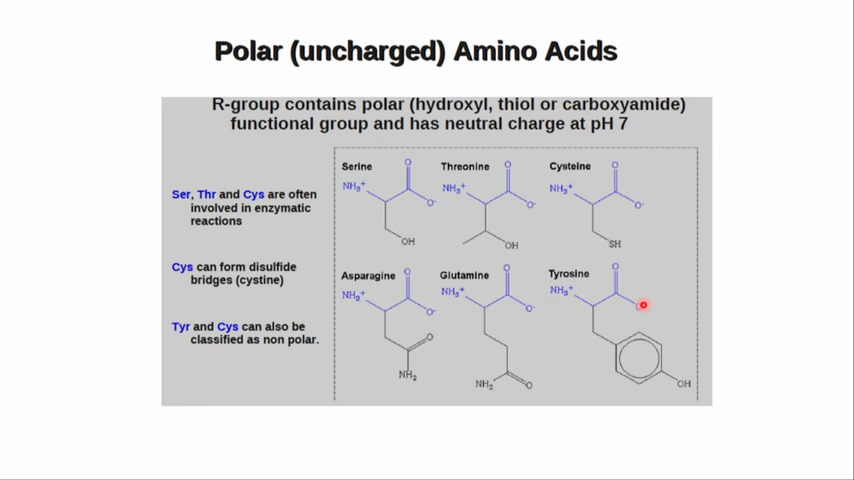 Polar (uncharged) Amino Acids
R-group contains polar (hydroxyl, thiol or carboxyamide)
functional group and has neutral charge at pH 7
Ser, Thr and Cys are often
involved in enzymatic
reactions
Cys can form disulfide
bridges (cystine)
Tyr and Cys can also be
classified as non polar.
Serine
O
NH₃⁺
O⁻
OH
Threonine
O
NH₃⁺
O⁻
OH
Cysteine
O
NH₃⁺
O⁻
SH
Asparagine
O
NH₃⁺
O⁻
O
NH₂
Glutamine
O
NH₃⁺
O⁻
NH₂
O
Tyrosine
O
NH₃⁺
OH